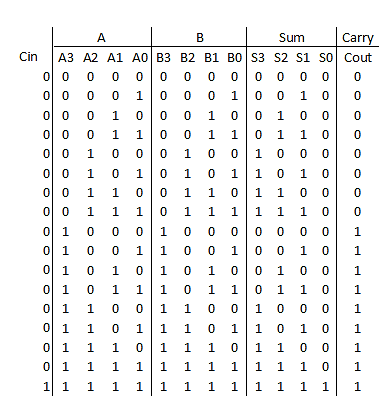 A B Sum Carry
Cin A3 A2 A1 A0 B3 B2 B1 B0 S3 S2 S1 S0 Cout
0 0 0 0 0 0 0 0 0 0 0 0 0 0
0 0 0 0 1 0 0 0 1 0 0 1 0 0
0 0 0 1 0 0 0 1 0 0 1 0 0 0
0 0 0 1 1 0 0 1 1 0 1 1 0 0
0 0 1 0 0 0 1 0 0 1 0 0 0 0
0 0 1 0 1 0 1 0 1 1 0 1 0 0
0 0 1 1 0 0 1 1 0 1 1 0 0 0
0 0 1 1 1 0 1 1 1 1 1 1 0 0
0 1 0 0 0 1 0 0 0 0 0 0 0 1
0 1 0 0 1 1 0 0 1 0 0 1 0 1
0 1 0 1 0 1 0 1 0 0 1 0 0 1
0 1 0 1 1 1 0 1 1 0 1 1 0 1
0 1 1 0 0 1 1 0 0 1 0 0 0 1
0 1 1 0 1 1 1 0 1 1 0 1 0 1
0 1 1 1 0 1 1 1 0 1 1 0 0 1
0 1 1 1 1 1 1 1 1 1 1 1 0 1
1 1 1 1 1 1 1 1 1 1 1 1 1 1